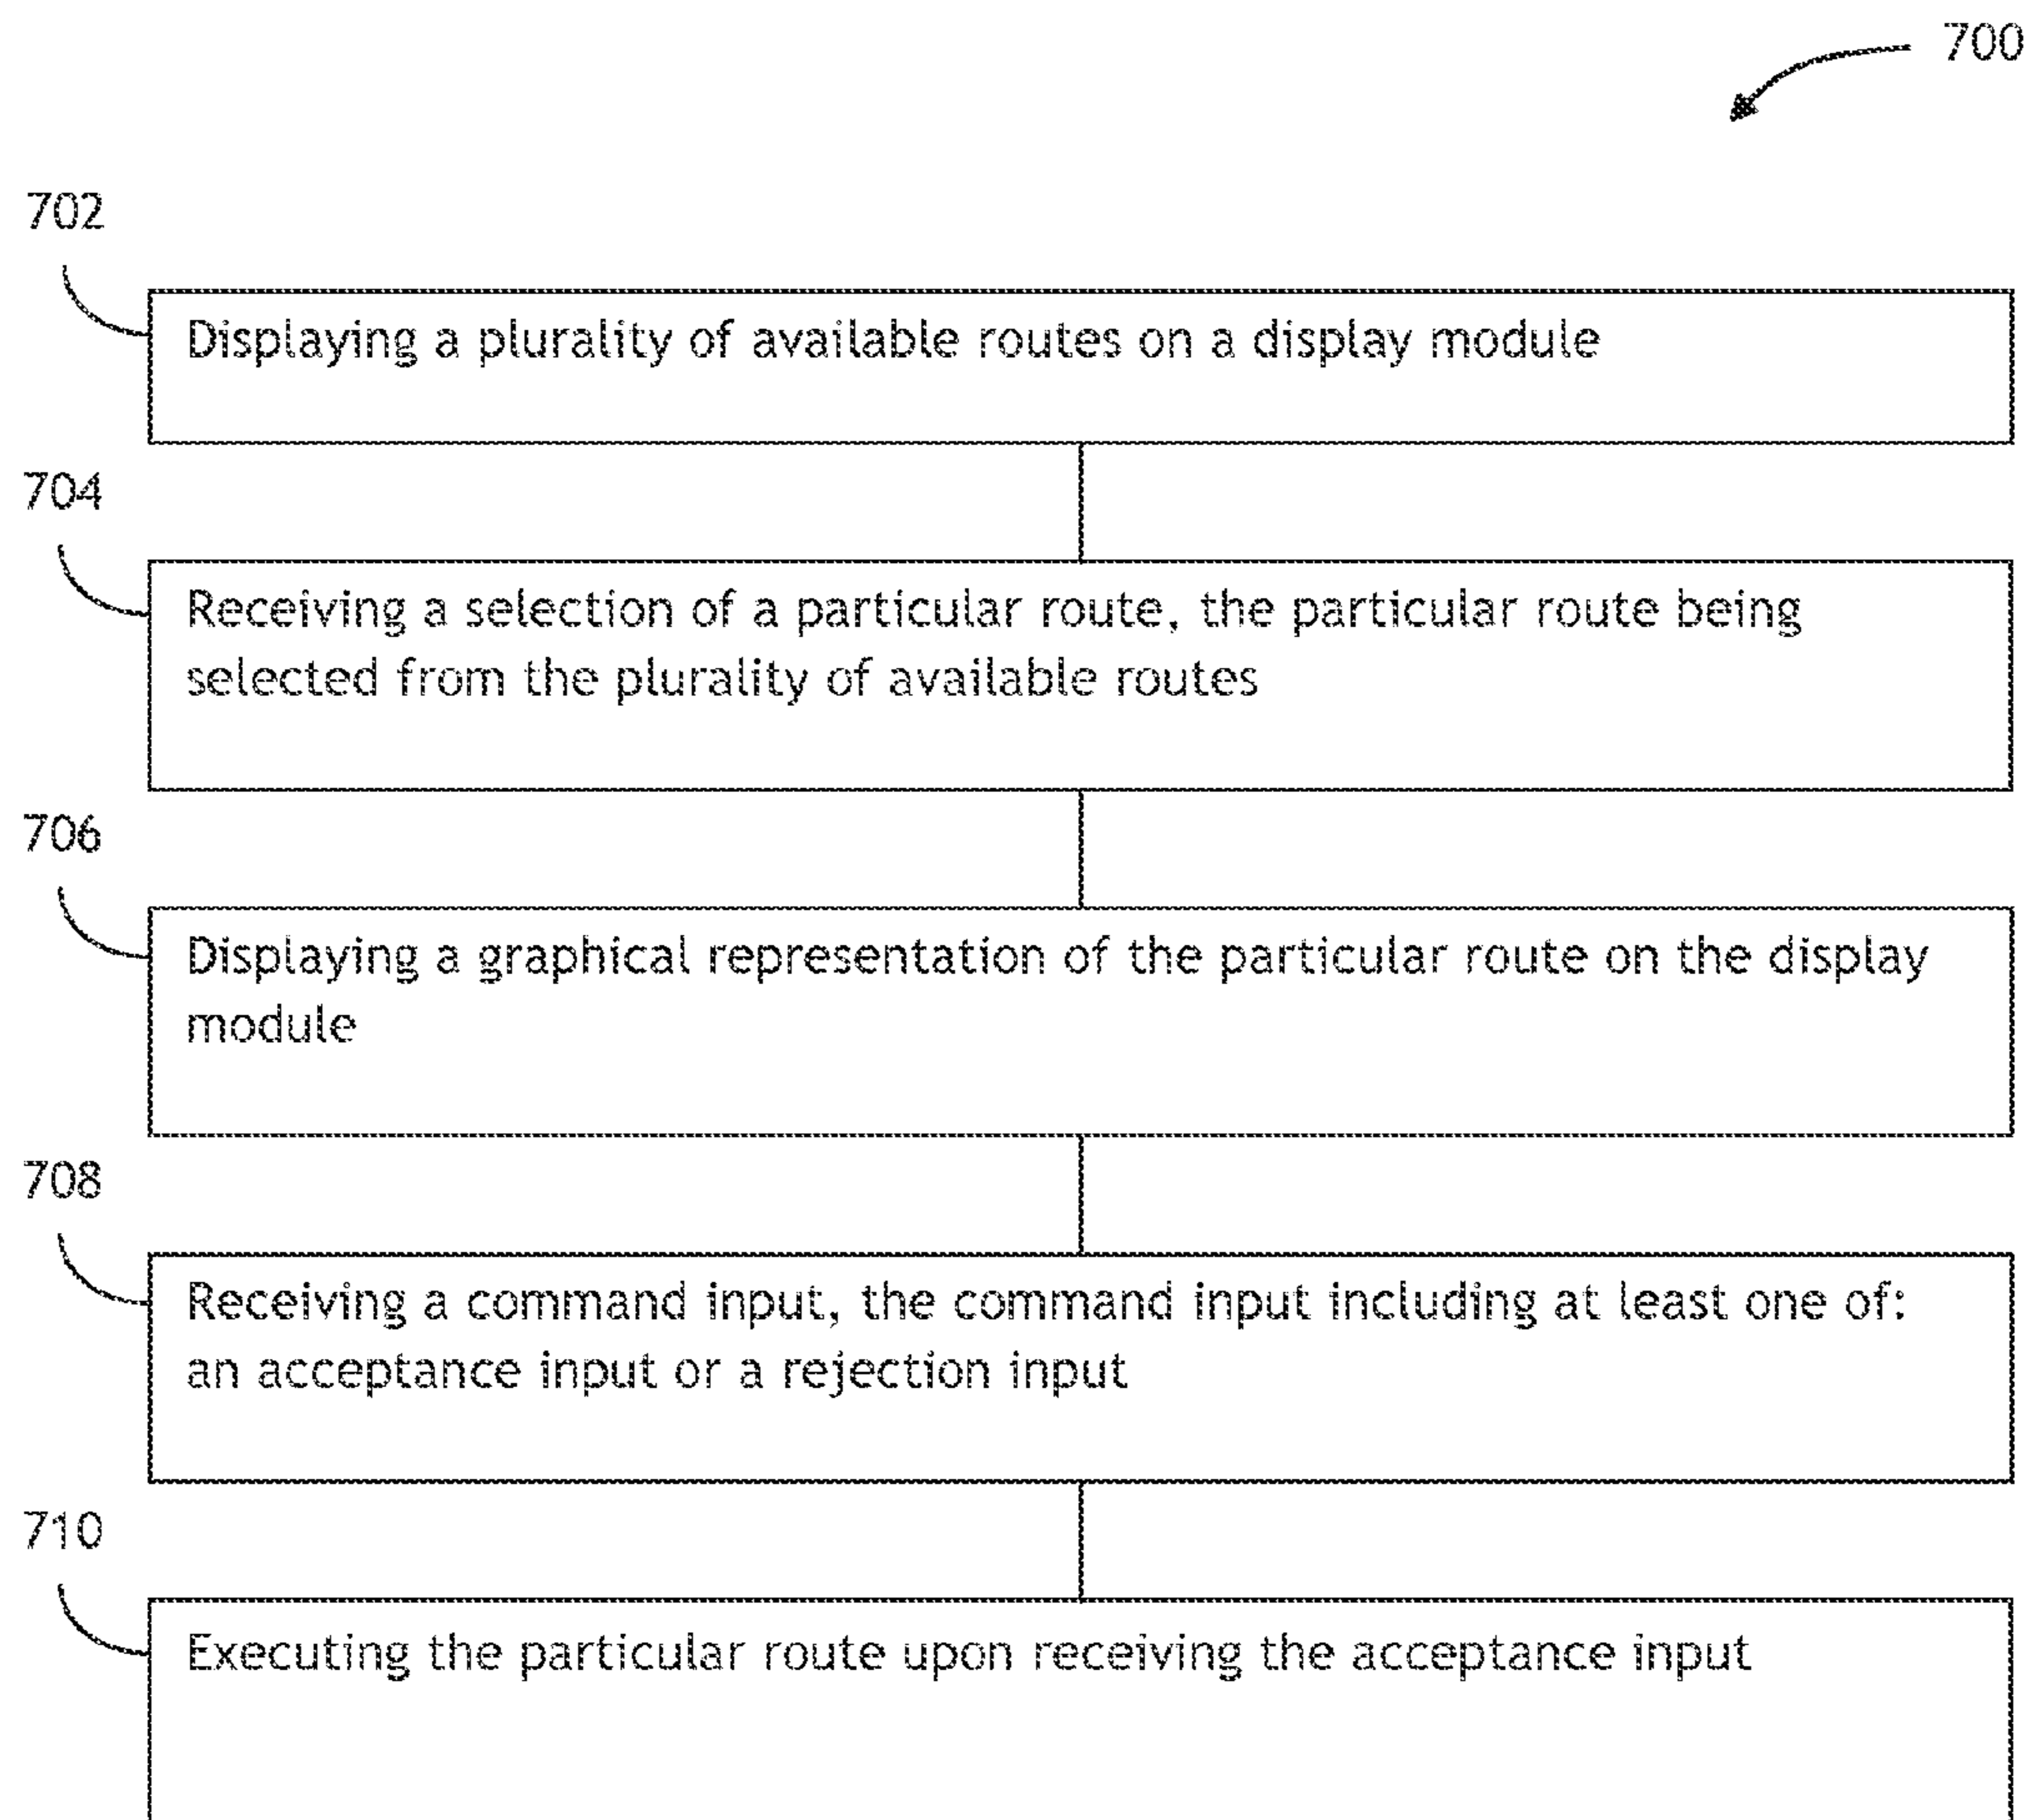 700
702
Displaying a plurality of available routes on a display module
704
Receiving a selection of a particular route, the particular route being
selected from the plurality of available routes
706
Displaying a graphical representation of the particular route on the display
module
708
Receiving a command input, the command input including at least one of:
an acceptance input or a rejection input
710
Executing the particular route upon receiving the acceptance input